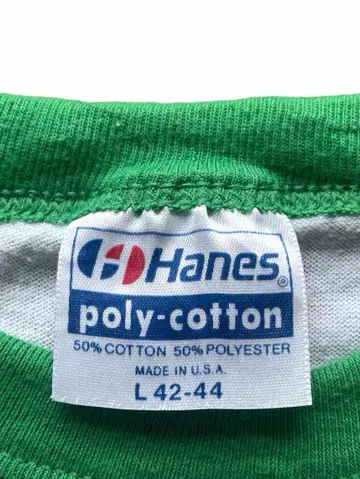 Hanes®
poly-cotton
50% COTTON 50% POLYESTER
MADE IN U.S.A.
L 42-44